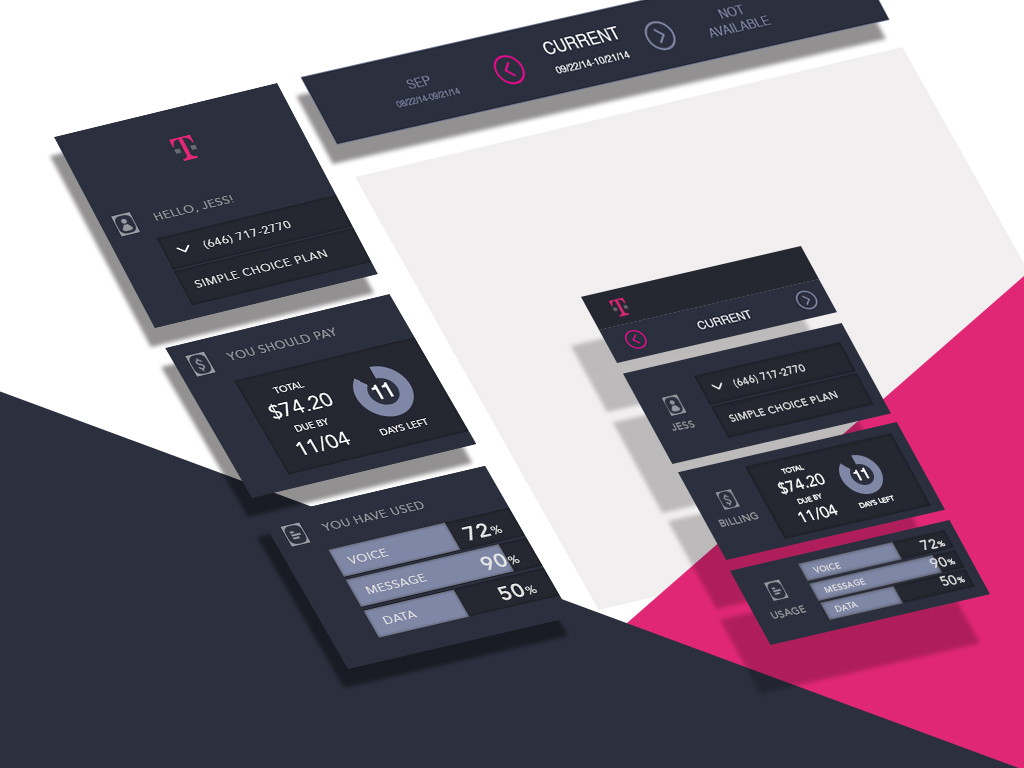 SEP
08/22/14-09/21/14
CURRENT
09/22/14-10/21/14
NOT
AVAILABLE
T
HELLO, JESS!
(646) 717-2770
SIMPLE CHOICE PLAN
YOU SHOULD PAY
TOTAL
$74.20
DUE BY
11/04
11
DAYS LEFT
YOU HAVE USED
VOICE 72%
MESSAGE 90%
DATA 50%
T
CURRENT
JESS
(646) 717-2770
SIMPLE CHOICE PLAN
BILLING
TOTAL
$74.20
DUE BY
11/04
11
DAYS LEFT
USAGE
VOICE 72%
MESSAGE 90%
DATA 50%